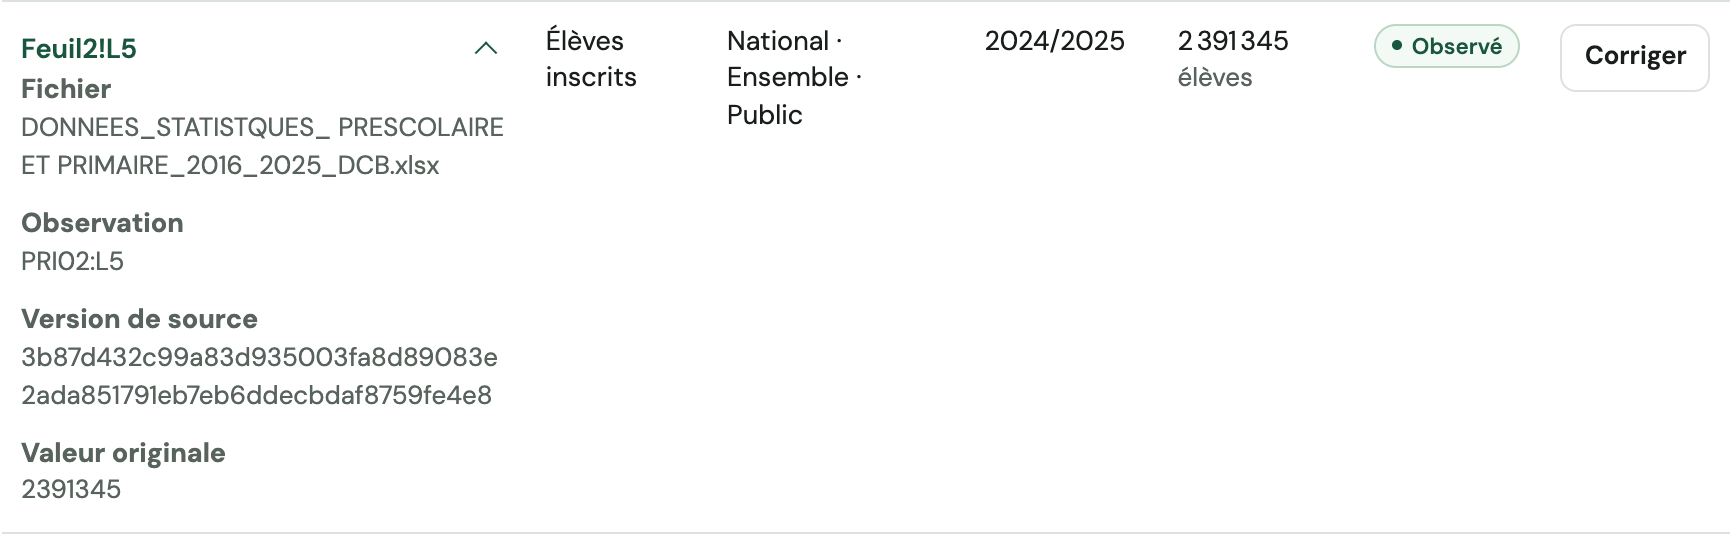 Feuil2!L5
Fichier
DONNEES_STATISTQUES_ PRESCOLAIRE
ET PRIMAIRE_2016_2025_DCB.xlsx
Observation
PRI02:L5
Version de source
3b87d432c99a83d935003fa8d89083e
2ada851791eb7eb6ddecbdaf8759fe4e8
Valeur originale
2391345
Élèves
inscrits
National ·
Ensemble ·
Public
2024/2025
2 391 345
élèves
Observé
Corriger